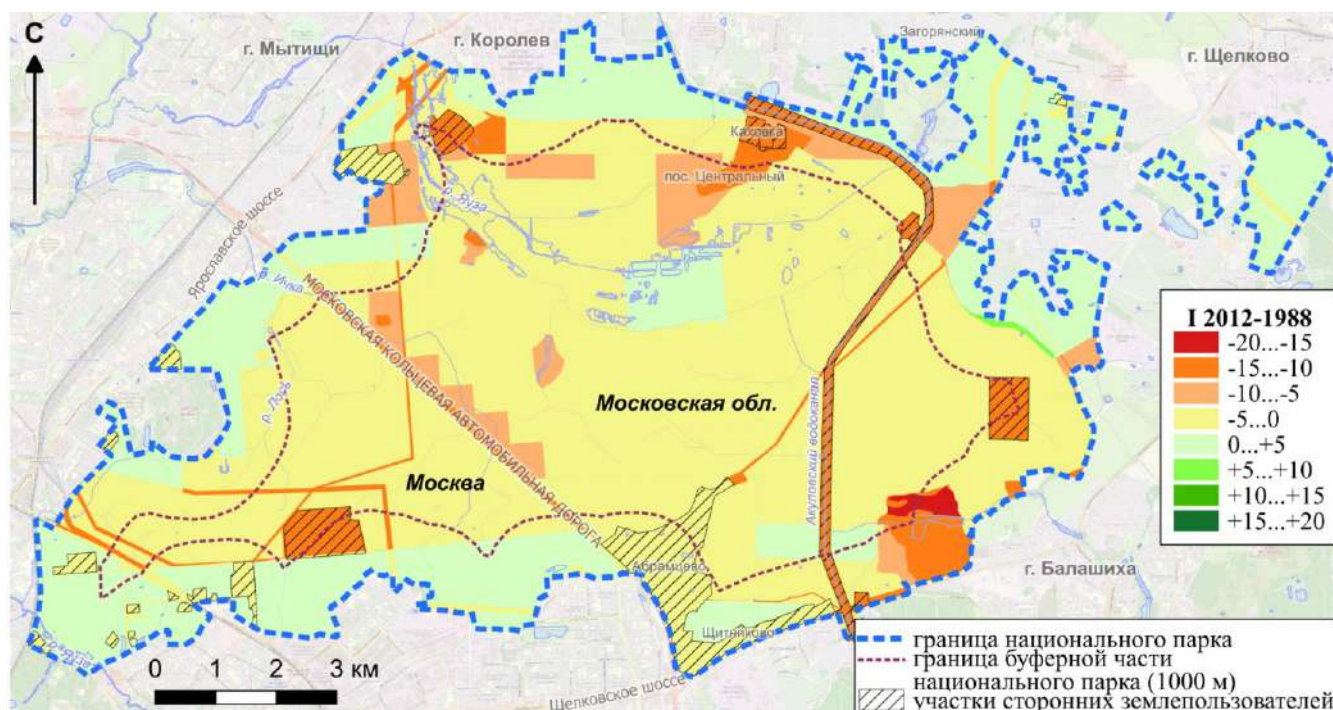 С
г. Мытищи
г. Королев
Загорянский
г. Щелково
Каховка
пос. Центральный
р. Яуза
Ярославское шоссе
р. Ичка
МОСКОВСКАЯ КОЛЬЦЕВАЯ АВТОМОБИЛЬНАЯ ДОРОГА
р. Лось
Московская обл.
Москва
Акуловский водоканал
I 2012-1988
-20...-15
-15...-10
-10...-5
-5...0
0...+5
+5...+10
+10...+15
+15...+20
Абрамцево
г. Балашиха
Щитниково
р. Яуза
0 1 2 3 км
Щелковское шоссе
граница национального парка
граница буферной части
национального парка (1000 м)
участки сторонних землепользователей